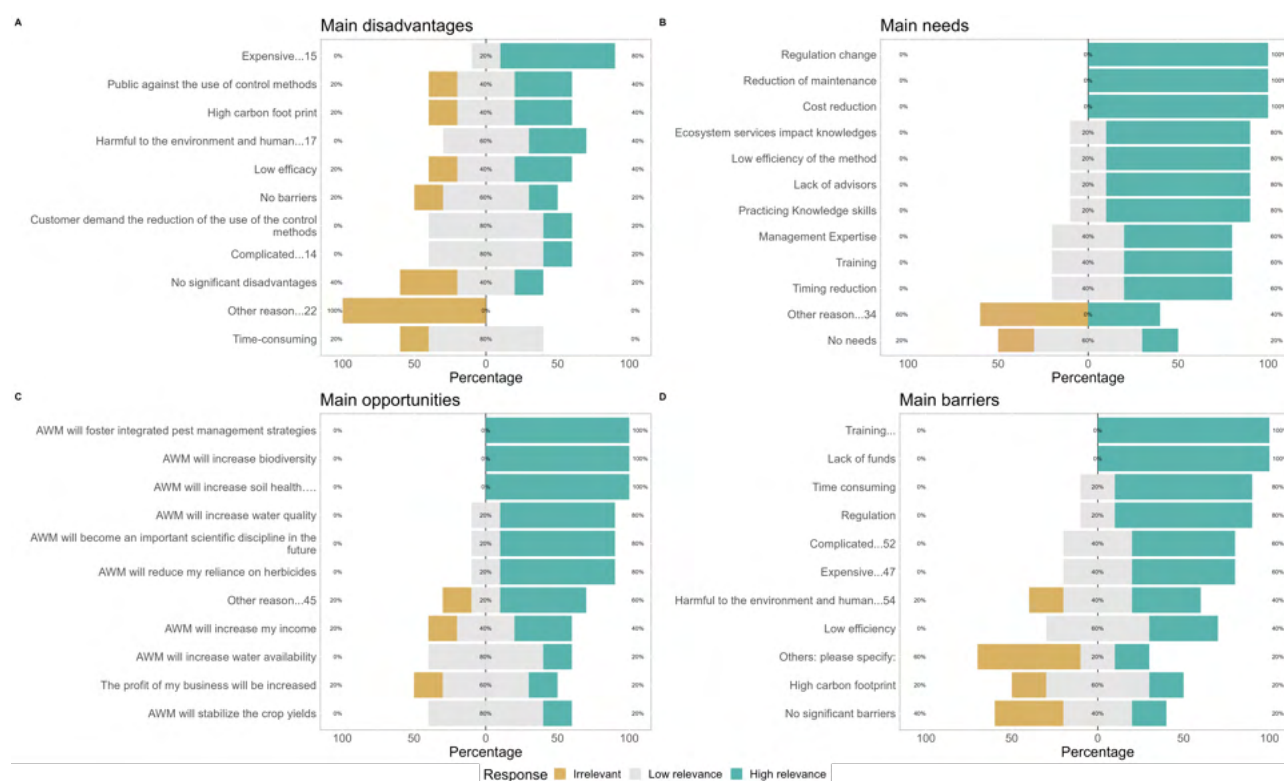 A
Main disadvantages
Expensive...15 0% 20% 80%
Public against the use of control methods 20% 40% 40%
High carbon foot print 20% 40% 40%
Harmful to the environment and human...17 0% 60% 40%
Low efficacy 20% 40% 40%
No barriers 20% 60% 20%
Customer demand the reduction of the use of the control
methods 0% 80% 20%
Complicated...14 0% 80% 20%
No significant disadvantages 40% 40% 20%
Other reason...22 100% 0% 0%
Time-consuming 20% 80% 0%
100 50 0 50 100
Percentage
B
Main needs
Regulation change 0% 0% 100%
Reduction of maintenance 0% 0% 100%
Cost reduction 0% 0% 100%
Ecosystem services impact knowledges 0% 20% 80%
Low efficiency of the method 0% 20% 80%
Lack of advisors 0% 20% 80%
Practicing Knowledge skills 0% 20% 80%
Management Expertise 0% 40% 60%
Training 0% 40% 60%
Timing reduction 0% 40% 60%
Other reason...34 60% 0% 40%
No needs 20% 60% 20%
100 50 0 50 100
Percentage
C
Main opportunities
AWM will foster integrated pest management strategies 0% 0% 100%
AWM will increase biodiversity 0% 0% 100%
AWM will increase soil health.... 0% 0% 100%
AWM will increase water quality 0% 20% 80%
AWM will become an important scientific discipline in the
future 0% 20% 80%
AWM will reduce my reliance on herbicides 0% 20% 80%
Other reason...45 20% 20% 60%
AWM will increase my income 20% 40% 40%
AWM will increase water availability 0% 80% 20%
The profit of my business will be increased 20% 60% 20%
AWM will stabilize the crop yields 0% 80% 20%
100 50 0 50 100
Percentage
D
Main barriers
Training... 0% 0% 100%
Lack of funds 0% 0% 100%
Time consuming 0% 20% 80%
Regulation 0% 20% 80%
Complicated...52 0% 40% 60%
Expensive...47 0% 40% 60%
Harmful to the environment and human...54 20% 40% 40%
Low efficiency 0% 60% 40%
Others: please specify: 60% 20% 20%
High carbon footprint 20% 60% 20%
No significant barriers 40% 40% 20%
100 50 0 50 100
Percentage
Response Irrelevant Low relevance High relevance